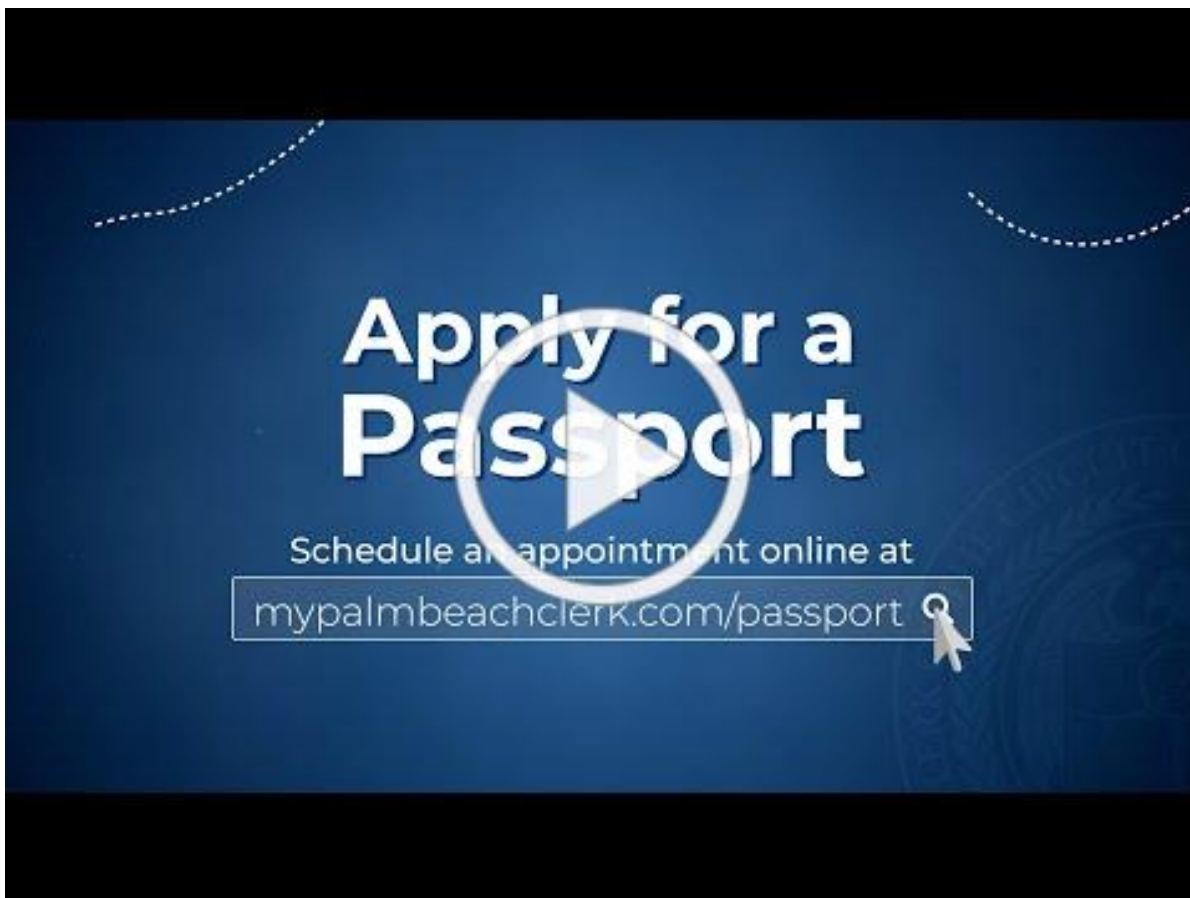 Apply for a
Passport
Schedule an appointment online at
mypalmbeachclerk.com/passport